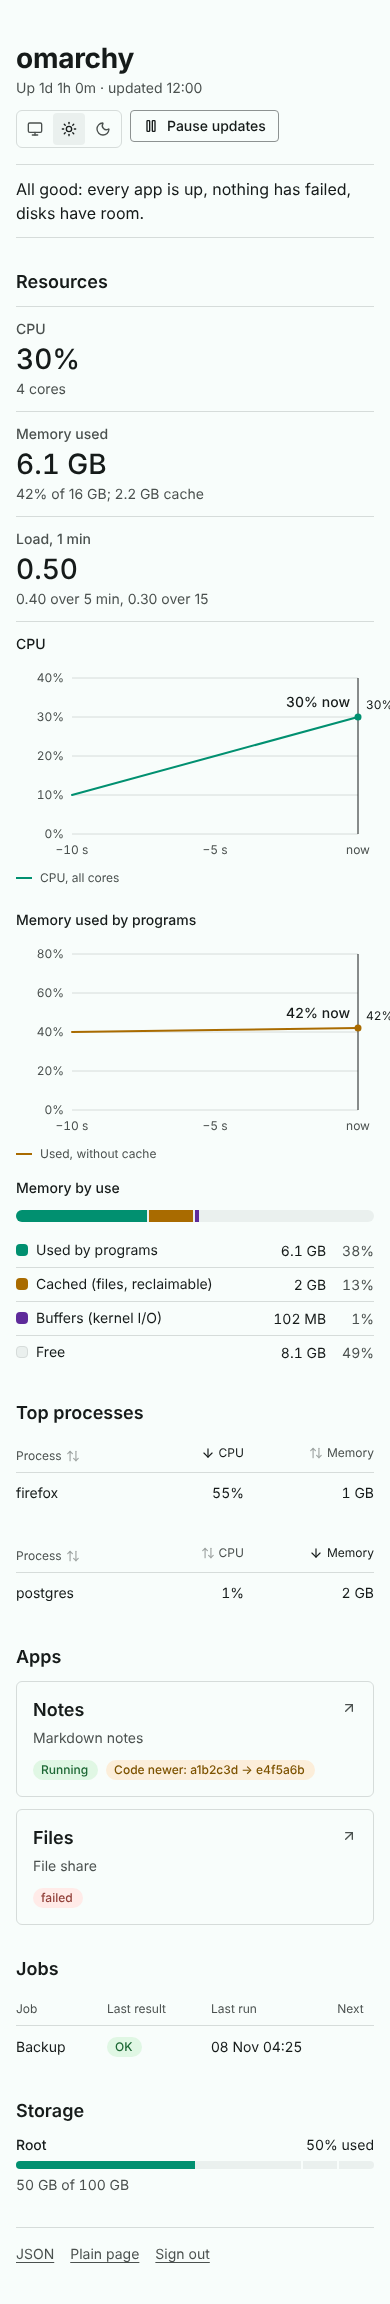 omarchy
Up 1d 1h 0m · updated 12:00
Pause updates
All good: every app is up, nothing has failed,
disks have room.
Resources
CPU
30%
4 cores
Memory used
6.1 GB
42% of 16 GB; 2.2 GB cache
Load, 1 min
0.50
0.40 over 5 min, 0.30 over 15
CPU
40%
30% now
30%
30%
20%
10%
0%
−10 s −5 s now
CPU, all cores
Memory used by programs
80%
60%
42% now
42%
40%
20%
0%
−10 s −5 s now
Used, without cache
Memory by use
Used by programs 6.1 GB 38%
Cached (files, reclaimable) 2 GB 13%
Buffers (kernel I/O) 102 MB 1%
Free 8.1 GB 49%
Top processes
Process ↑↓ ↓ CPU ↑↓ Memory
firefox 55% 1 GB
Process ↑↓ ↑↓ CPU ↓ Memory
postgres 1% 2 GB
Apps
Notes
Markdown notes
Running Code newer: a1b2c3d → e4f5a6b
Files
File share
failed
Jobs
Job Last result Last run Next
Backup OK 08 Nov 04:25
Storage
Root 50% used
50 GB of 100 GB
JSON Plain page Sign out